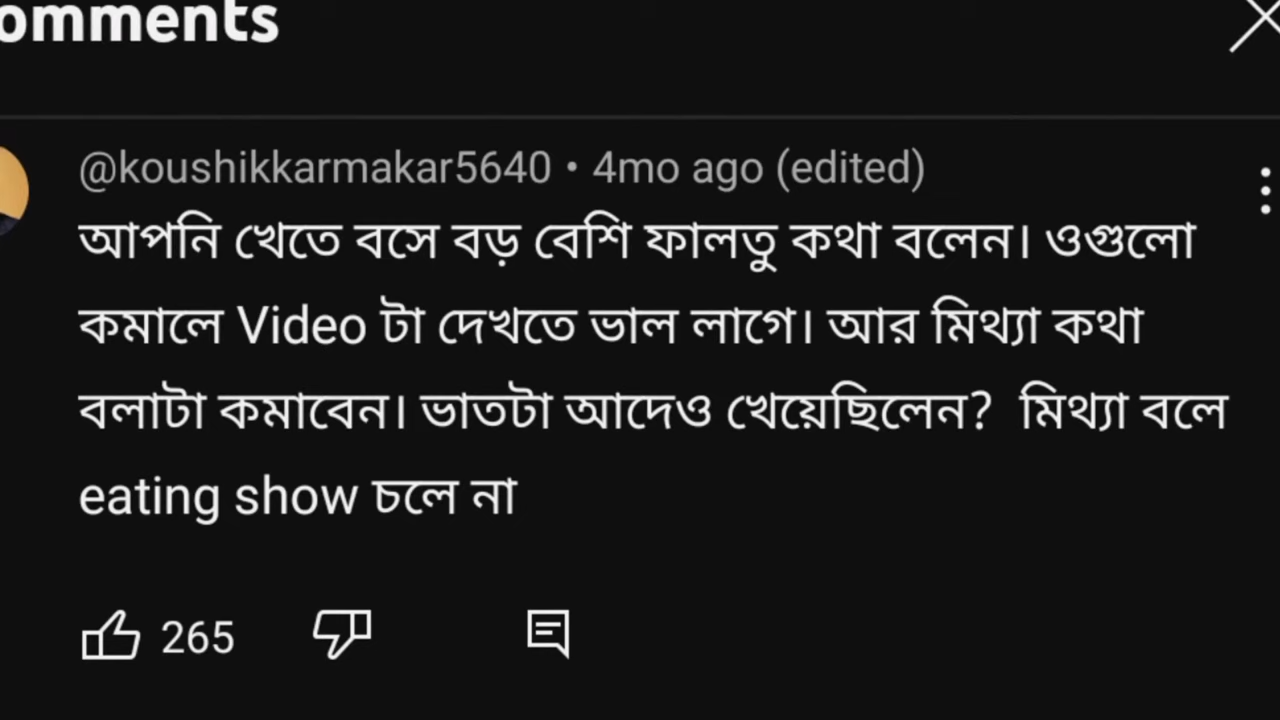 omments
@koushikkarmakar5640 • 4mo ago (edited)
আপনি খেতে বসে বড় বেশি ফালতু কথা বলেন। ওগুলো
কমালে Video টা দেখতে ভাল লাগে। আর মিথ্যা কথা
বলাটা কমাবেন। ভাতটা আদেও খেয়েছিলেন?  মিথ্যা বলে
eating show চলে না
265